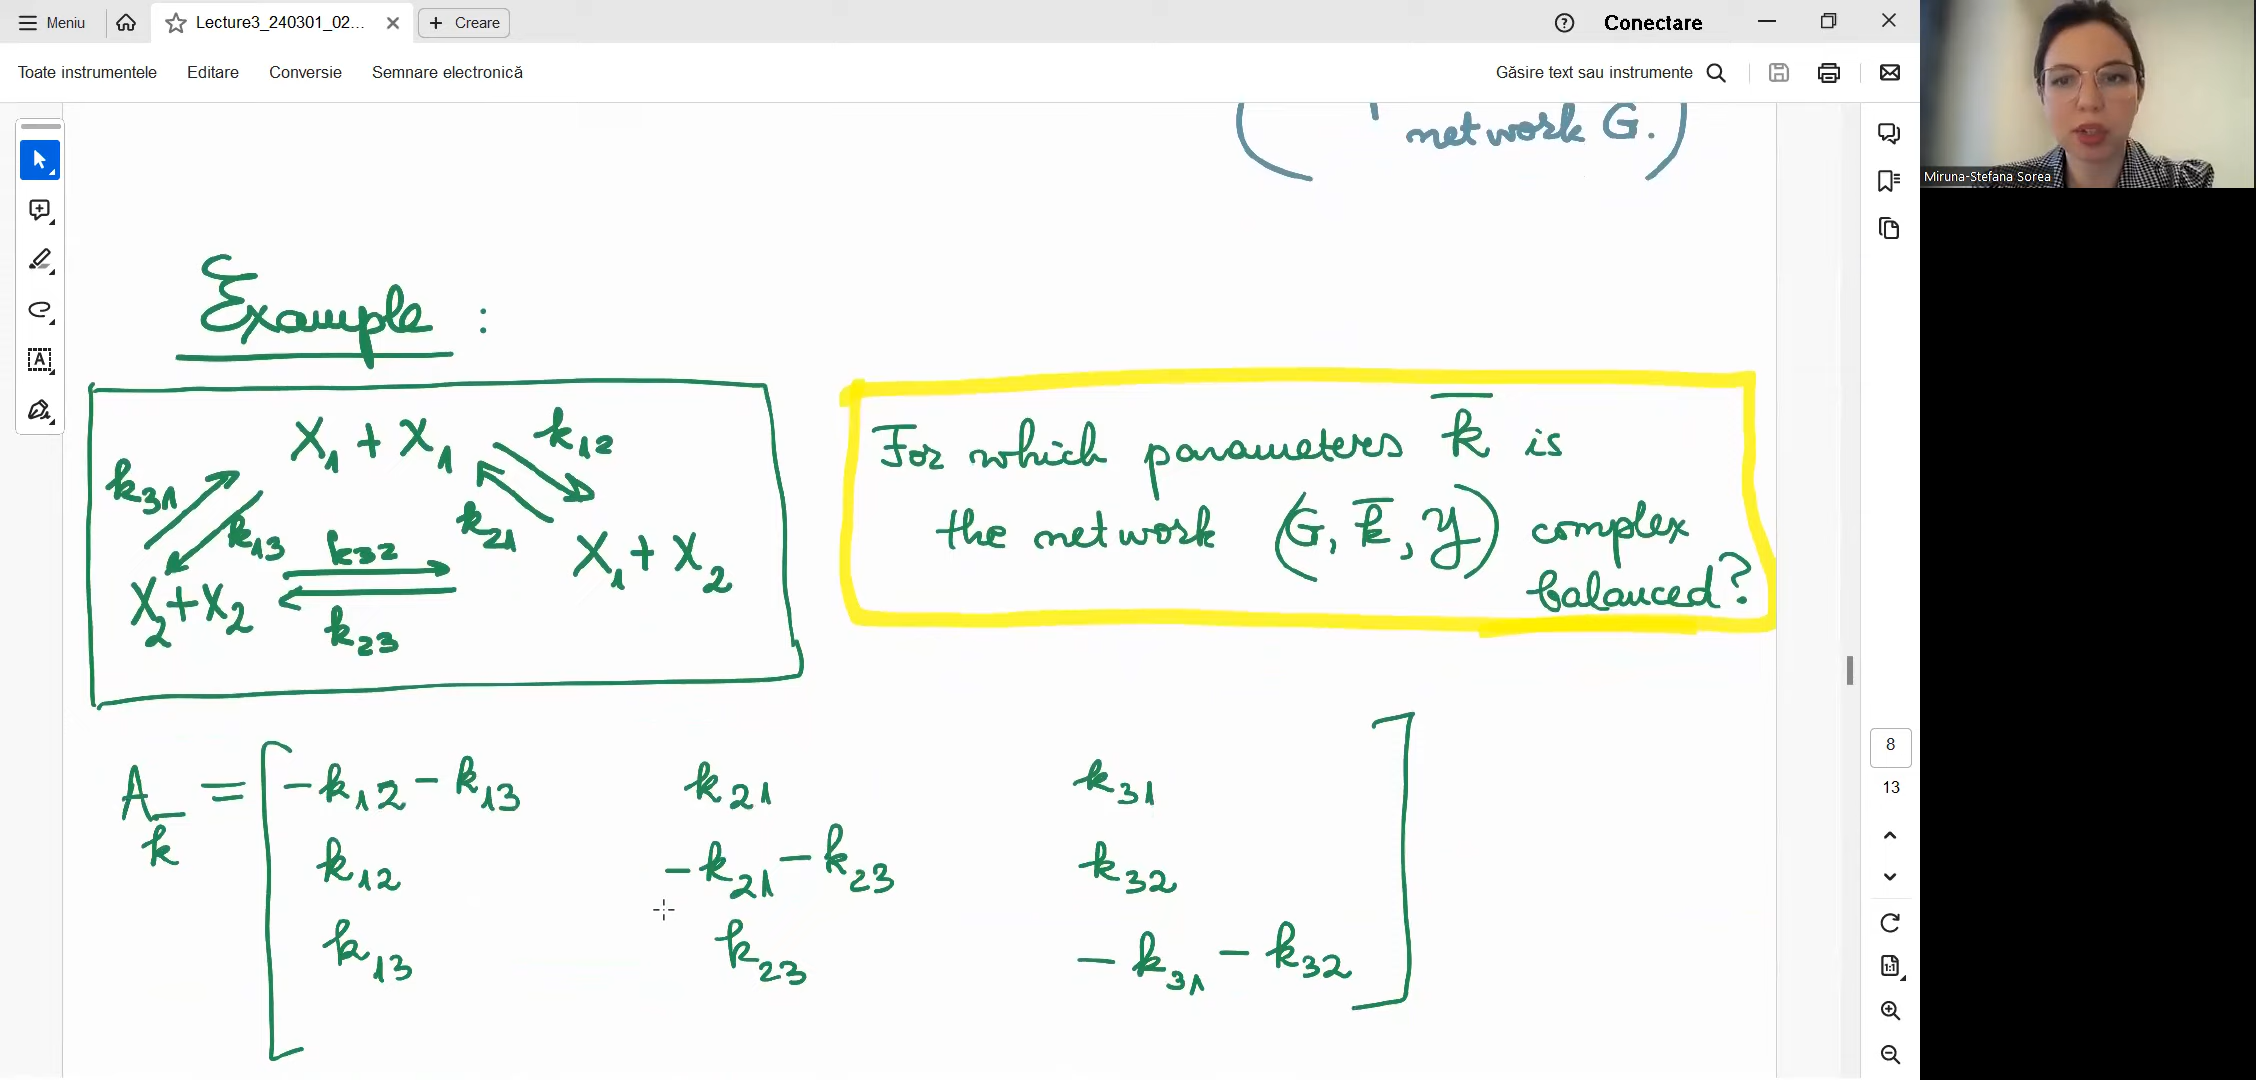 Meniu
Lecture3_240301_02...
Creare
Conectare
Toate instrumentele Editare Conversie Semnare electronică
Găsire text sau instrumente
Miruna-Stefana Sorea
network G.
Example :
X₁ + X₁
k₁₂
k₃₁
k₁₃
k₂₁
k₃₂
X₁ + X₂
X₂ + X₂
k₂₃
For which parameters k̅ is
the network (G, k̅, Y) complex
balanced?
A_k̅ = [ -k₁₂ - k₁₃ k₂₁ k₃₁
k₁₂ -k₂₁ - k₂₃ k₃₂
k₁₃ k₂₃ -k₃₁ - k₃₂ ]
8
13